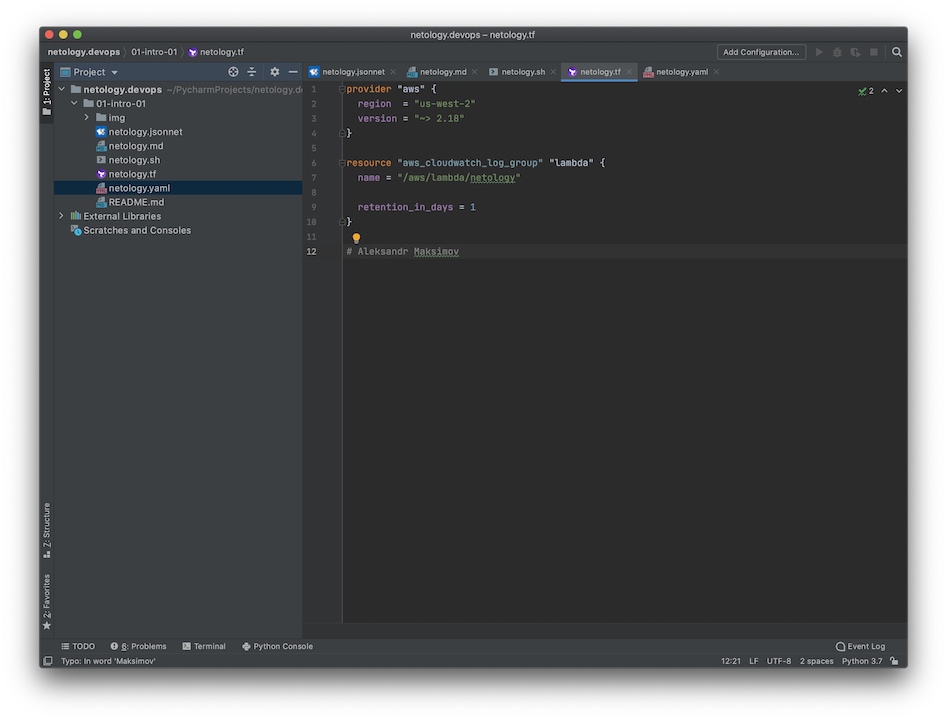 netology.devops – netology.tf
netology.devops 01-intro-01 netology.tf
Add Configuration...
1: Project
Project
netology.jsonnet
netology.md
netology.sh
netology.tf
netology.yaml
netology.devops ~/PycharmProjects/netology.de
01-intro-01
img
netology.jsonnet
netology.md
netology.sh
netology.tf
netology.yaml
README.md
External Libraries
Scratches and Consoles
1 provider "aws" {
2   region  = "us-west-2"
3   version = "~> 2.18"
4 }
5
6 resource "aws_cloudwatch_log_group" "lambda" {
7   name = "/aws/lambda/netology"
8
9   retention_in_days = 1
10 }
11
12 # Aleksandr Maksimov
2
Z: Structure
2: Favorites
TODO
6: Problems
Terminal
Python Console
Event Log
Typo: In word 'Maksimov'
12:21 LF UTF-8 2 spaces Python 3.7